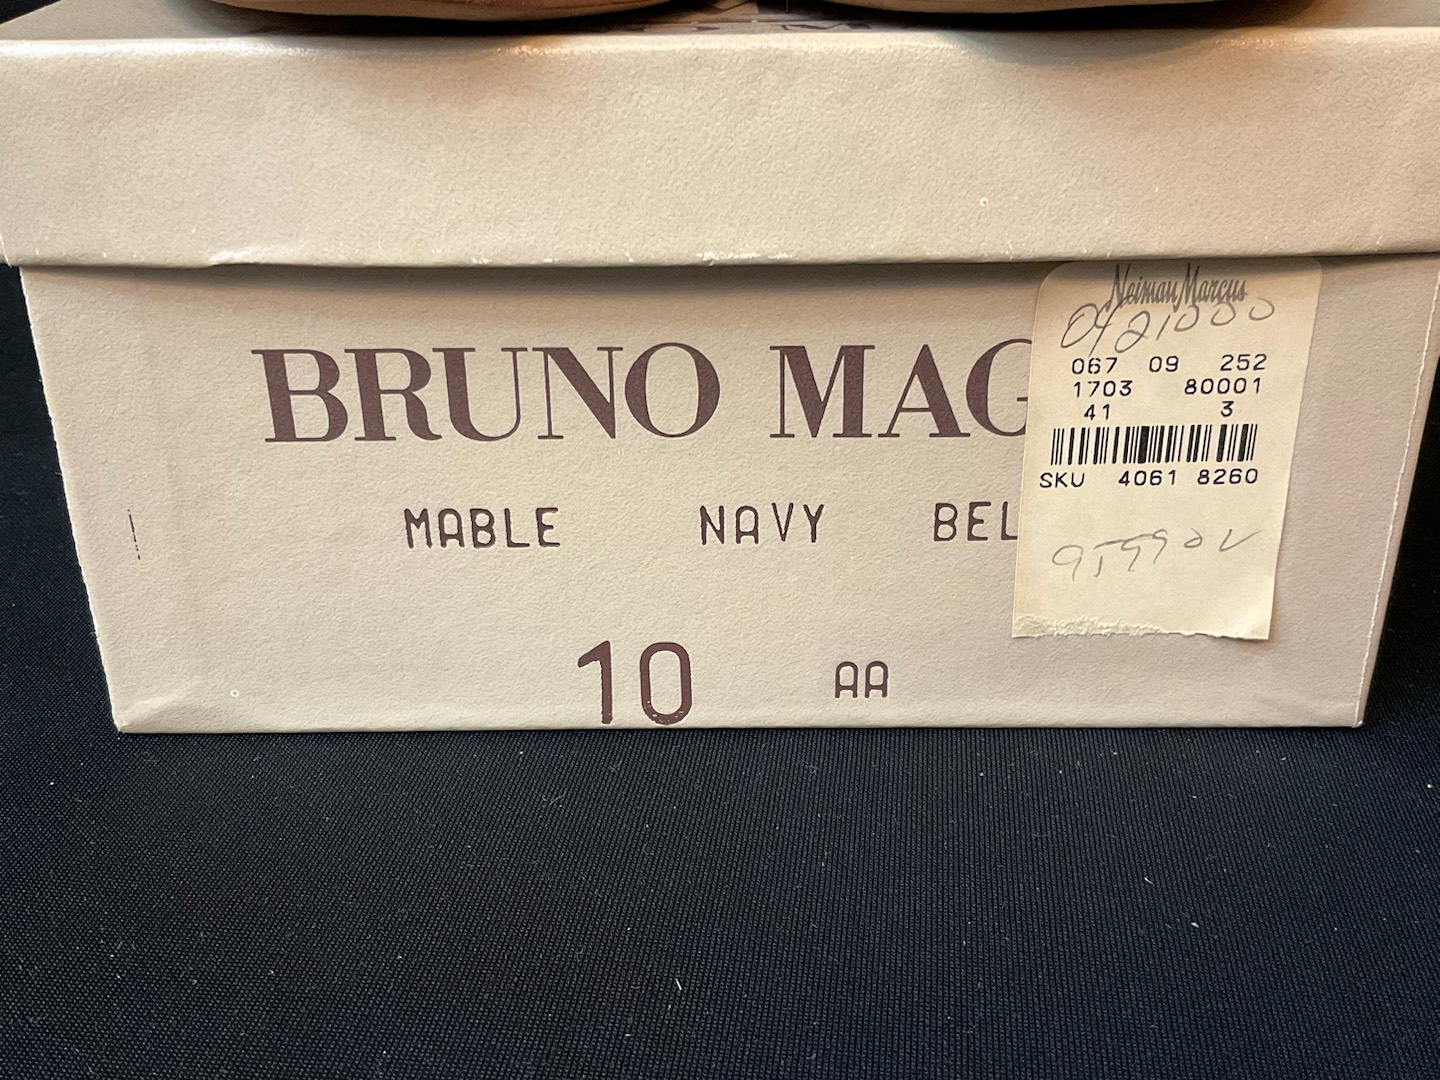 BRUNO MAG
MABLE NAVY BEL
10 AA
Neiman Marcus
0421000
067 09 252
1703 80001
41 3
SKU 4061 8260